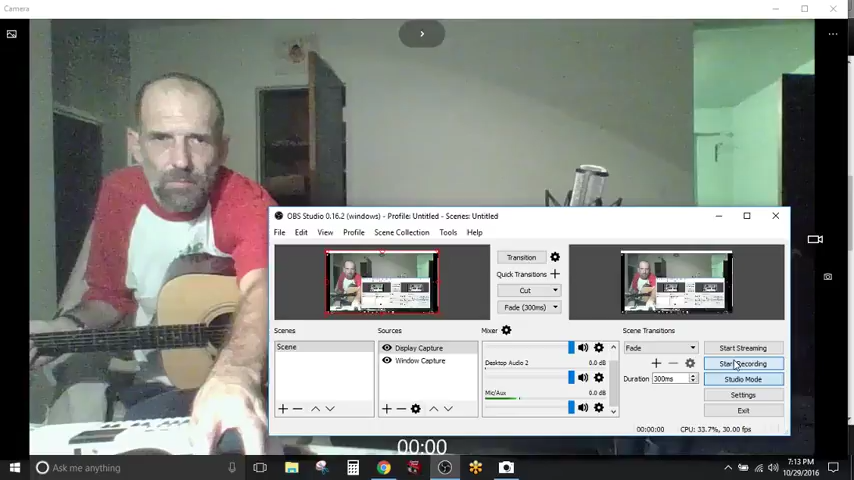 Camera
OBS Studio 0.16.2 (windows) - Profile: Untitled - Scenes: Untitled
File Edit View Profile Scene Collection Tools Help
Transition
Quick Transitions
Cut
Fade (300ms)
Scenes Sources Mixer Scene Transitions
Scene
Display Capture
Window Capture
0.0 dB
Desktop Audio 2 0.0 dB
Mic/Aux 0.0 dB
Fade
Duration 300ms
Start Streaming
Start Recording
Studio Mode
Settings
Exit
00:00:00 CPU: 33.7%, 30.00 fps
00:00
Ask me anything
7:13 PM
10/29/2016